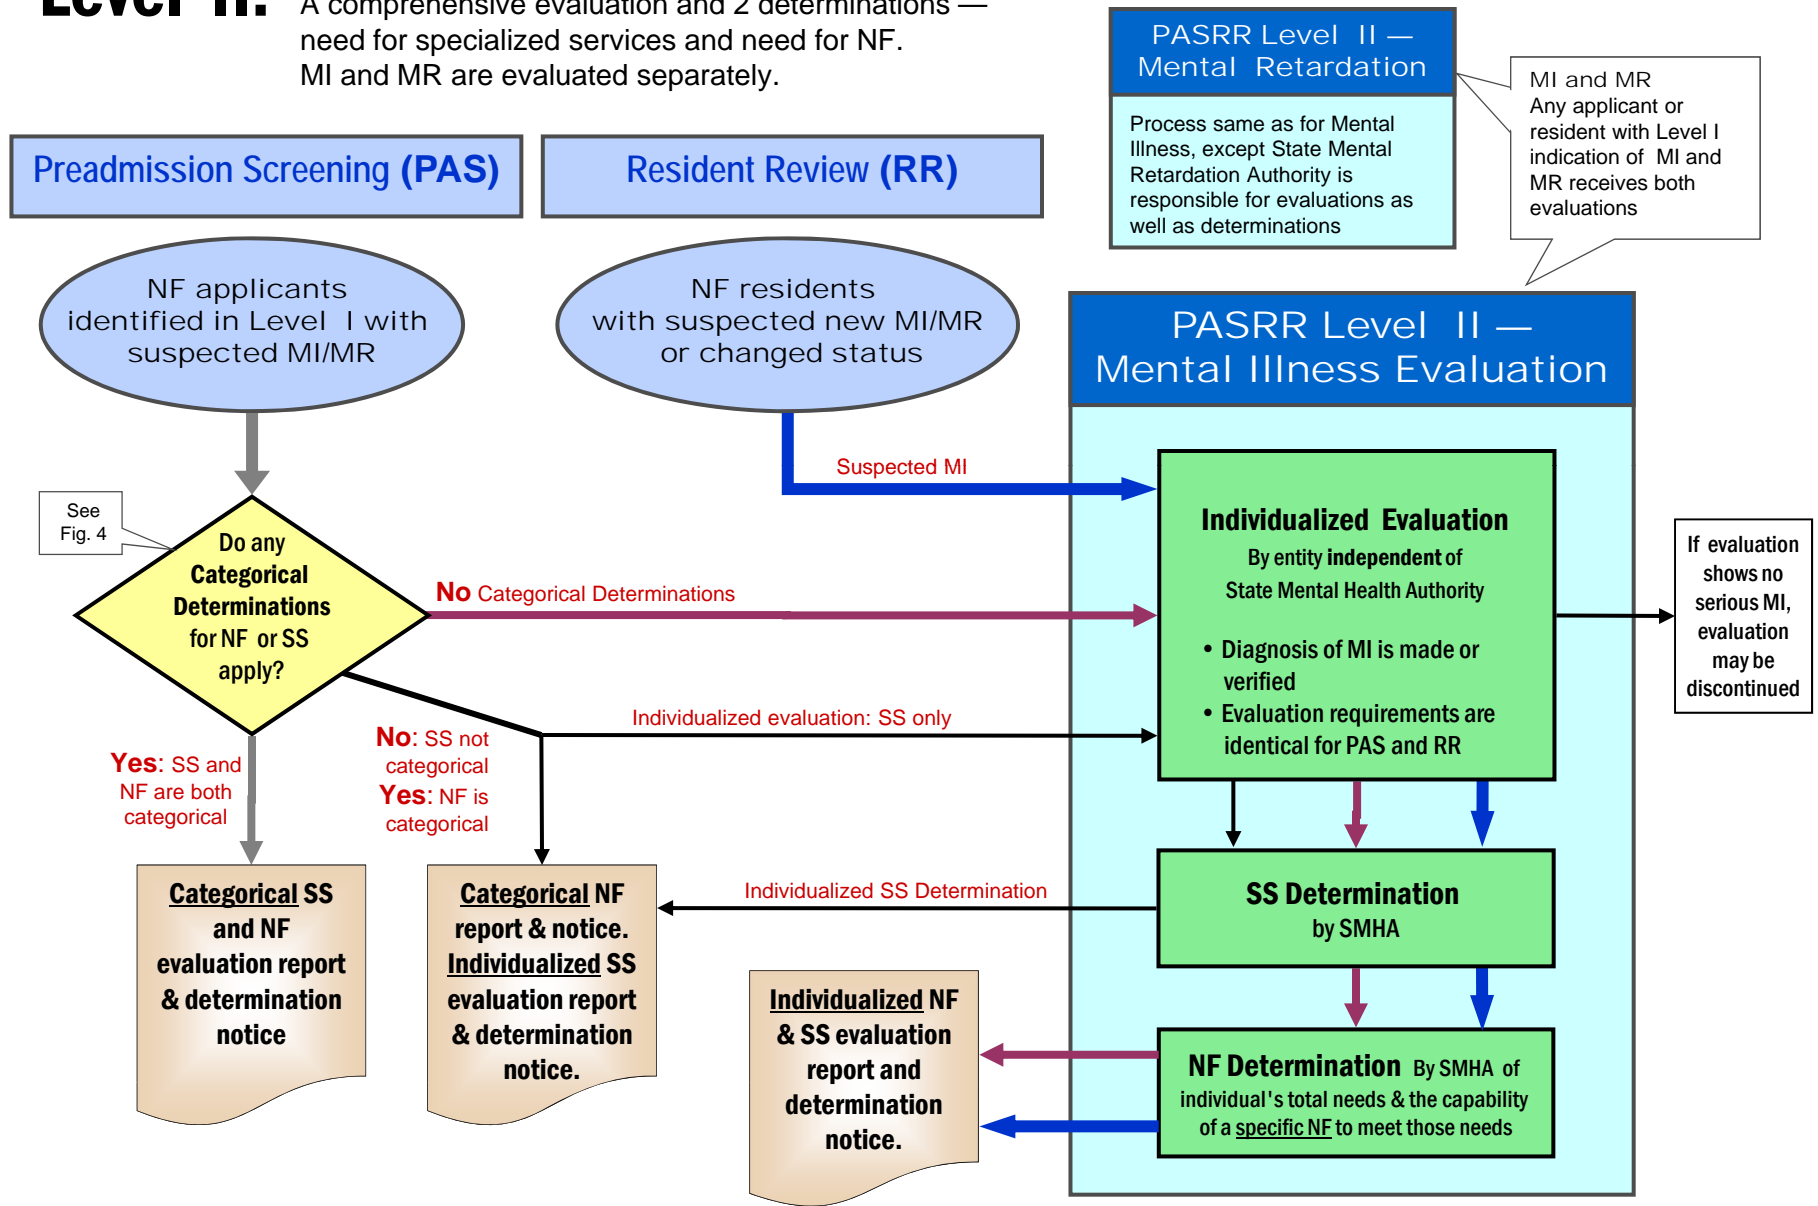 Level II:
A comprehensive evaluation and 2 determinations —
need for specialized services and need for NF.
MI and MR are evaluated separately.
PASRR Level II —
Mental Retardation
Process same as for Mental
Illness, except State Mental
Retardation Authority is
responsible for evaluations as
well as determinations
MI and MR
Any applicant or
resident with Level I
indication of MI and
MR receives both
evaluations
Preadmission Screening (PAS)
Resident Review (RR)
NF applicants
identified in Level I with
suspected MI/MR
NF residents
with suspected new MI/MR
or changed status
PASRR Level II —
Mental Illness Evaluation
Suspected MI
See
Fig. 4
Do any
Categorical
Determinations
for NF or SS
apply?
No Categorical Determinations
Individualized Evaluation
By entity independent of
State Mental Health Authority
• Diagnosis of MI is made or
verified
• Evaluation requirements are
identical for PAS and RR
If evaluation
shows no
serious MI,
evaluation
may be
discontinued
Individualized evaluation: SS only
Yes: SS and
NF are both
categorical
No: SS not
categorical
Yes: NF is
categorical
Categorical SS
and NF
evaluation report
& determination
notice
Categorical NF
report & notice.
Individualized SS
evaluation report
& determination
notice.
Individualized SS Determination
SS Determination
by SMHA
Individualized NF
& SS evaluation
report and
determination
notice.
NF Determination By SMHA of
individual's total needs & the capability
of a specific NF to meet those needs